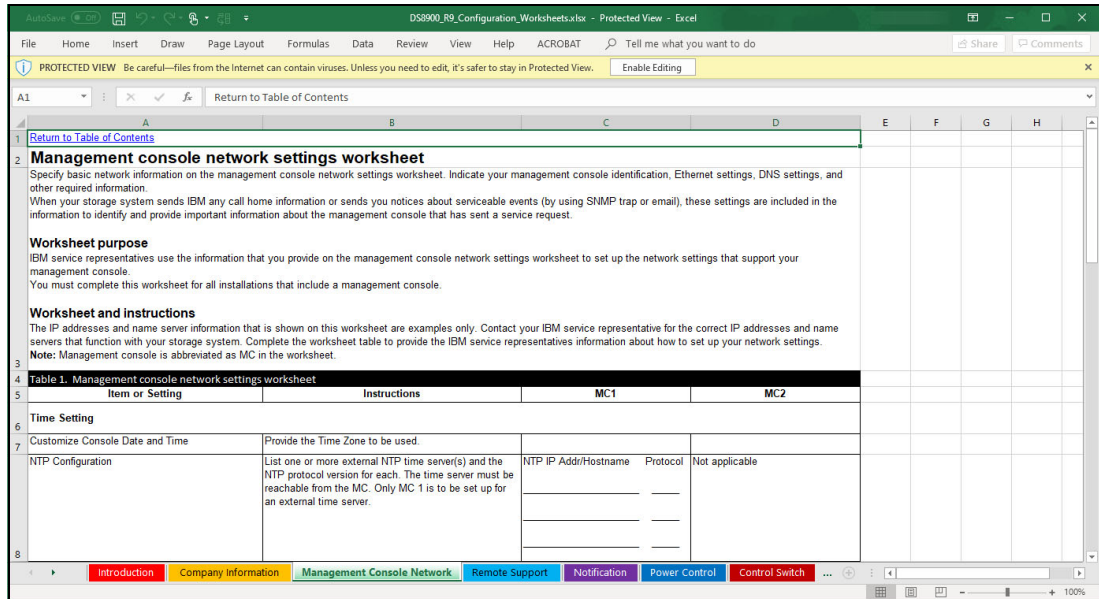 AutoSave Off DS8900_R9_Configuration_Worksheets.xlsx - Protected View - Excel
File Home Insert Draw Page Layout Formulas Data Review View Help ACROBAT Tell me what you want to do Share Comments
PROTECTED VIEW Be careful—files from the Internet can contain viruses. Unless you need to edit, it's safer to stay in Protected View. Enable Editing
A1 fx Return to Table of Contents
A B C D E F G H
1 Return to Table of Contents
2 Management console network settings worksheet
Specify basic network information on the management console network settings worksheet. Indicate your management console identification, Ethernet settings, DNS settings, and
other required information.
When your storage system sends IBM any call home information or sends you notices about serviceable events (by using SNMP trap or email), these settings are included in the
information to identify and provide important information about the management console that has sent a service request.
Worksheet purpose
IBM service representatives use the information that you provide on the management console network settings worksheet to set up the network settings that support your
management console.
You must complete this worksheet for all installations that include a management console.
Worksheet and instructions
The IP addresses and name server information that is shown on this worksheet are examples only. Contact your IBM service representative for the correct IP addresses and name
servers that function with your storage system. Complete the worksheet table to provide the IBM service representatives information about how to set up your network settings.
Note: Management console is abbreviated as MC in the worksheet.
3
4 Table 1. Management console network settings worksheet
5 Item or Setting Instructions MC1 MC2
Time Setting
6
Customize Console Date and Time Provide the Time Zone to be used.
7
NTP Configuration List one or more external NTP time server(s) and the NTP IP Addr/Hostname Protocol Not applicable
NTP protocol version for each. The time server must be
reachable from the MC. Only MC 1 is to be set up for
an external time server.
8
Introduction Company Information Management Console Network Remote Support Notification Power Control Control Switch ...
100%